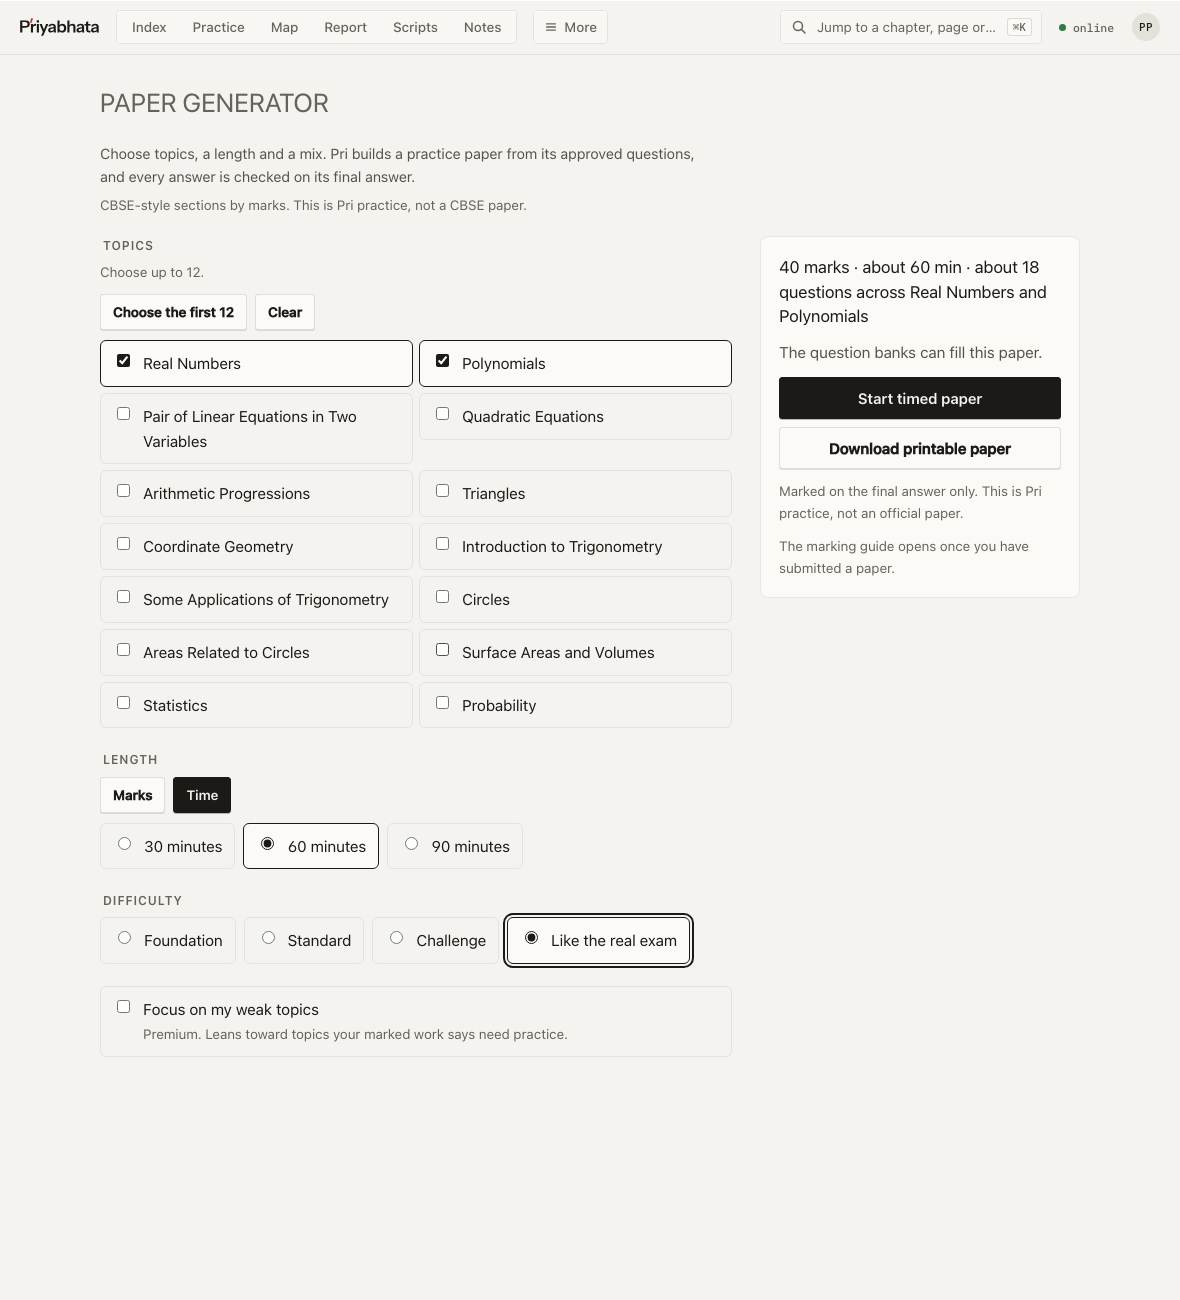 Priyabhata
Index Practice Map Report Scripts Notes
More
Jump to a chapter, page or… ⌘K
online
PP
PAPER GENERATOR
Choose topics, a length and a mix. Pri builds a practice paper from its approved questions,
and every answer is checked on its final answer.
CBSE-style sections by marks. This is Pri practice, not a CBSE paper.
TOPICS
Choose up to 12.
Choose the first 12 Clear
Real Numbers
Polynomials
Pair of Linear Equations in Two
Variables
Quadratic Equations
Arithmetic Progressions
Triangles
Coordinate Geometry
Introduction to Trigonometry
Some Applications of Trigonometry
Circles
Areas Related to Circles
Surface Areas and Volumes
Statistics
Probability
LENGTH
Marks Time
30 minutes 60 minutes 90 minutes
DIFFICULTY
Foundation Standard Challenge Like the real exam
Focus on my weak topics
Premium. Leans toward topics your marked work says need practice.
40 marks · about 60 min · about 18
questions across Real Numbers and
Polynomials
The question banks can fill this paper.
Start timed paper
Download printable paper
Marked on the final answer only. This is Pri
practice, not an official paper.
The marking guide opens once you have
submitted a paper.